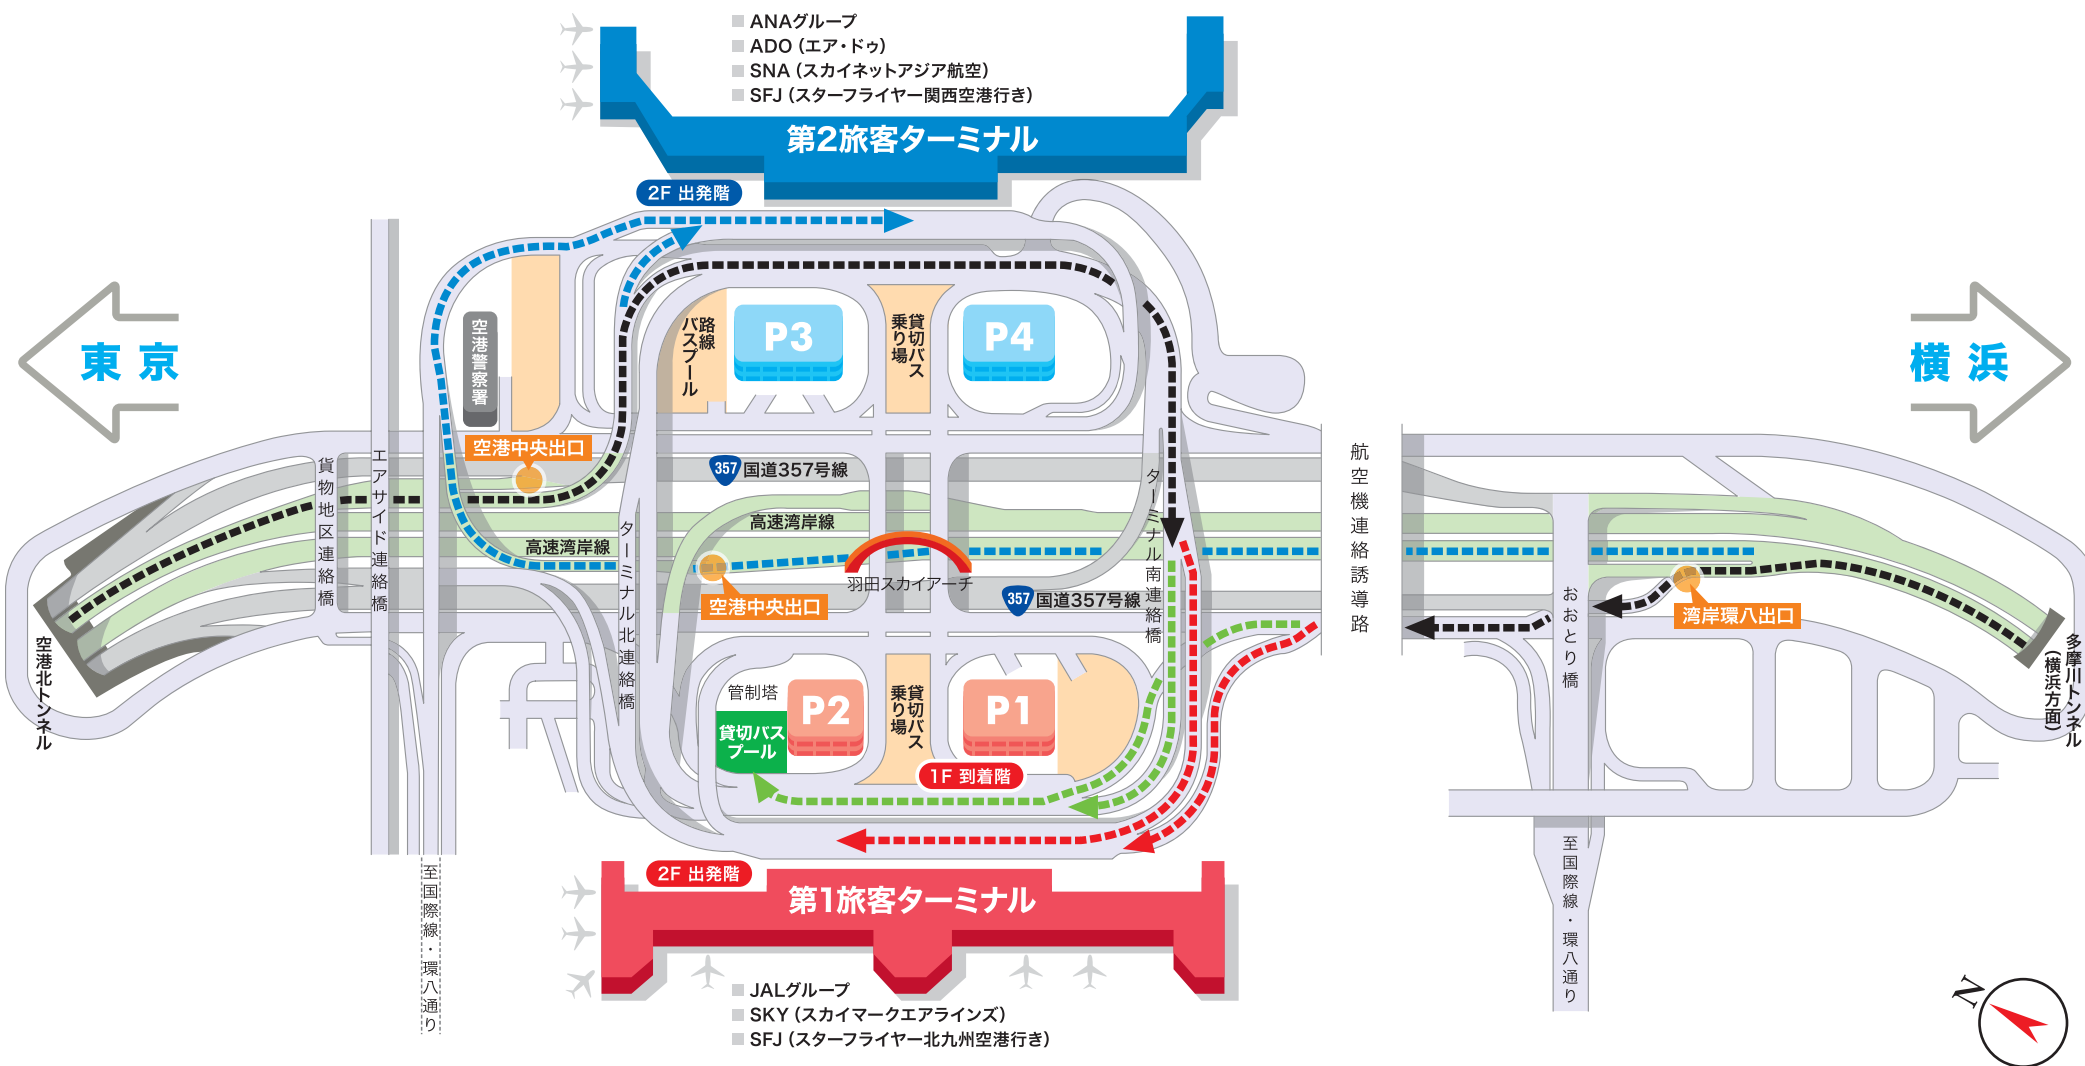 ANAグループ
ADO（エア・ドゥ）
SNA（スカイネットアジア航空）
SFJ（スターフライヤー関西空港行き）
第2旅客ターミナル
2F 出発階
東京
横浜
空港警察署
路線
バスプール
P3
貸切バス
乗り場
P4
空港中央出口
357
国道357号線
高速湾岸線
高速湾岸線
貨物地区連絡橋
エアサイド連絡橋
ターミナル北連絡橋
ターミナル南連絡橋
航空機連絡誘導路
羽田スカイアーチ
空港中央出口
357
国道357号線
おおとり橋
湾岸環八出口
空港北トンネル
多摩川トンネル
（横浜方面）
管制塔
貸切バス
プール
P2
貸切バス
乗り場
P1
1F 到着階
2F 出発階
第1旅客ターミナル
至国際線・環八通り
至国際線・環八通り
JALグループ
SKY（スカイマークエアラインズ）
SFJ（スターフライヤー北九州空港行き）
N